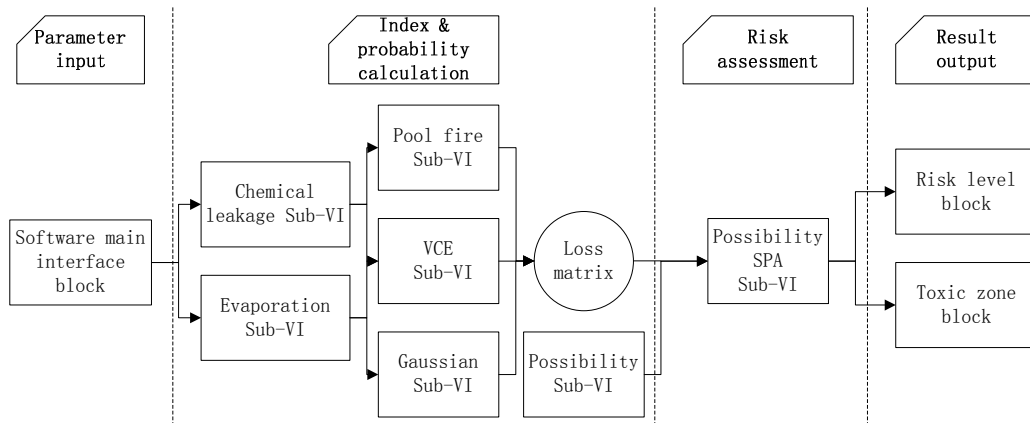 Parameter
input
Index &
probability
calculation
Risk
assessment
Result
output
Software main
interface
block
Chemical
leakage Sub-VI
Evaporation
Sub-VI
Pool fire
Sub-VI
VCE
Sub-VI
Gaussian
Sub-VI
Loss
matrix
Possibility
Sub-VI
Possibility
SPA
Sub-VI
Risk level
block
Toxic zone
block